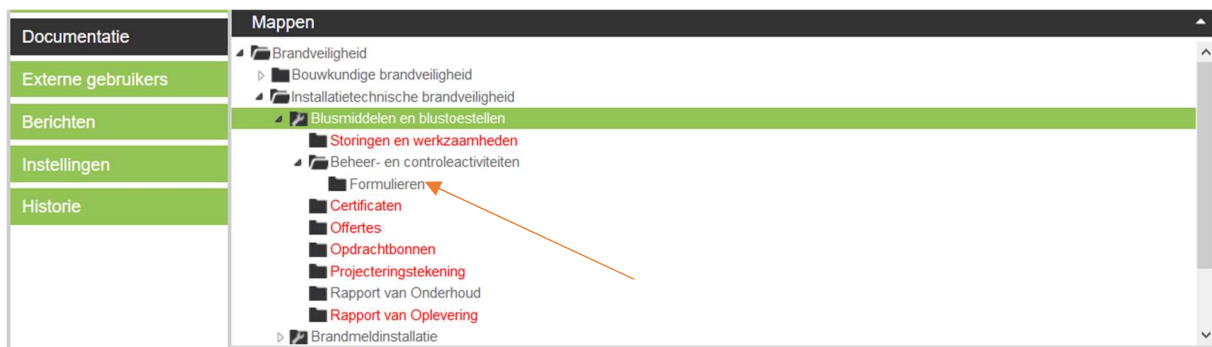 Documentatie
Externe gebruikers
Berichten
Instellingen
Historie
Mappen
Brandveiligheid
Bouwkundige brandveiligheid
Installatietechnische brandveiligheid
Blusmiddelen en blustoestellen
Storingen en werkzaamheden
Beheer- en controleactiviteiten
Formulieren
Certificaten
Offertes
Opdrachtbonnen
Projecteringstekening
Rapport van Onderhoud
Rapport van Oplevering
Brandmeldinstallatie